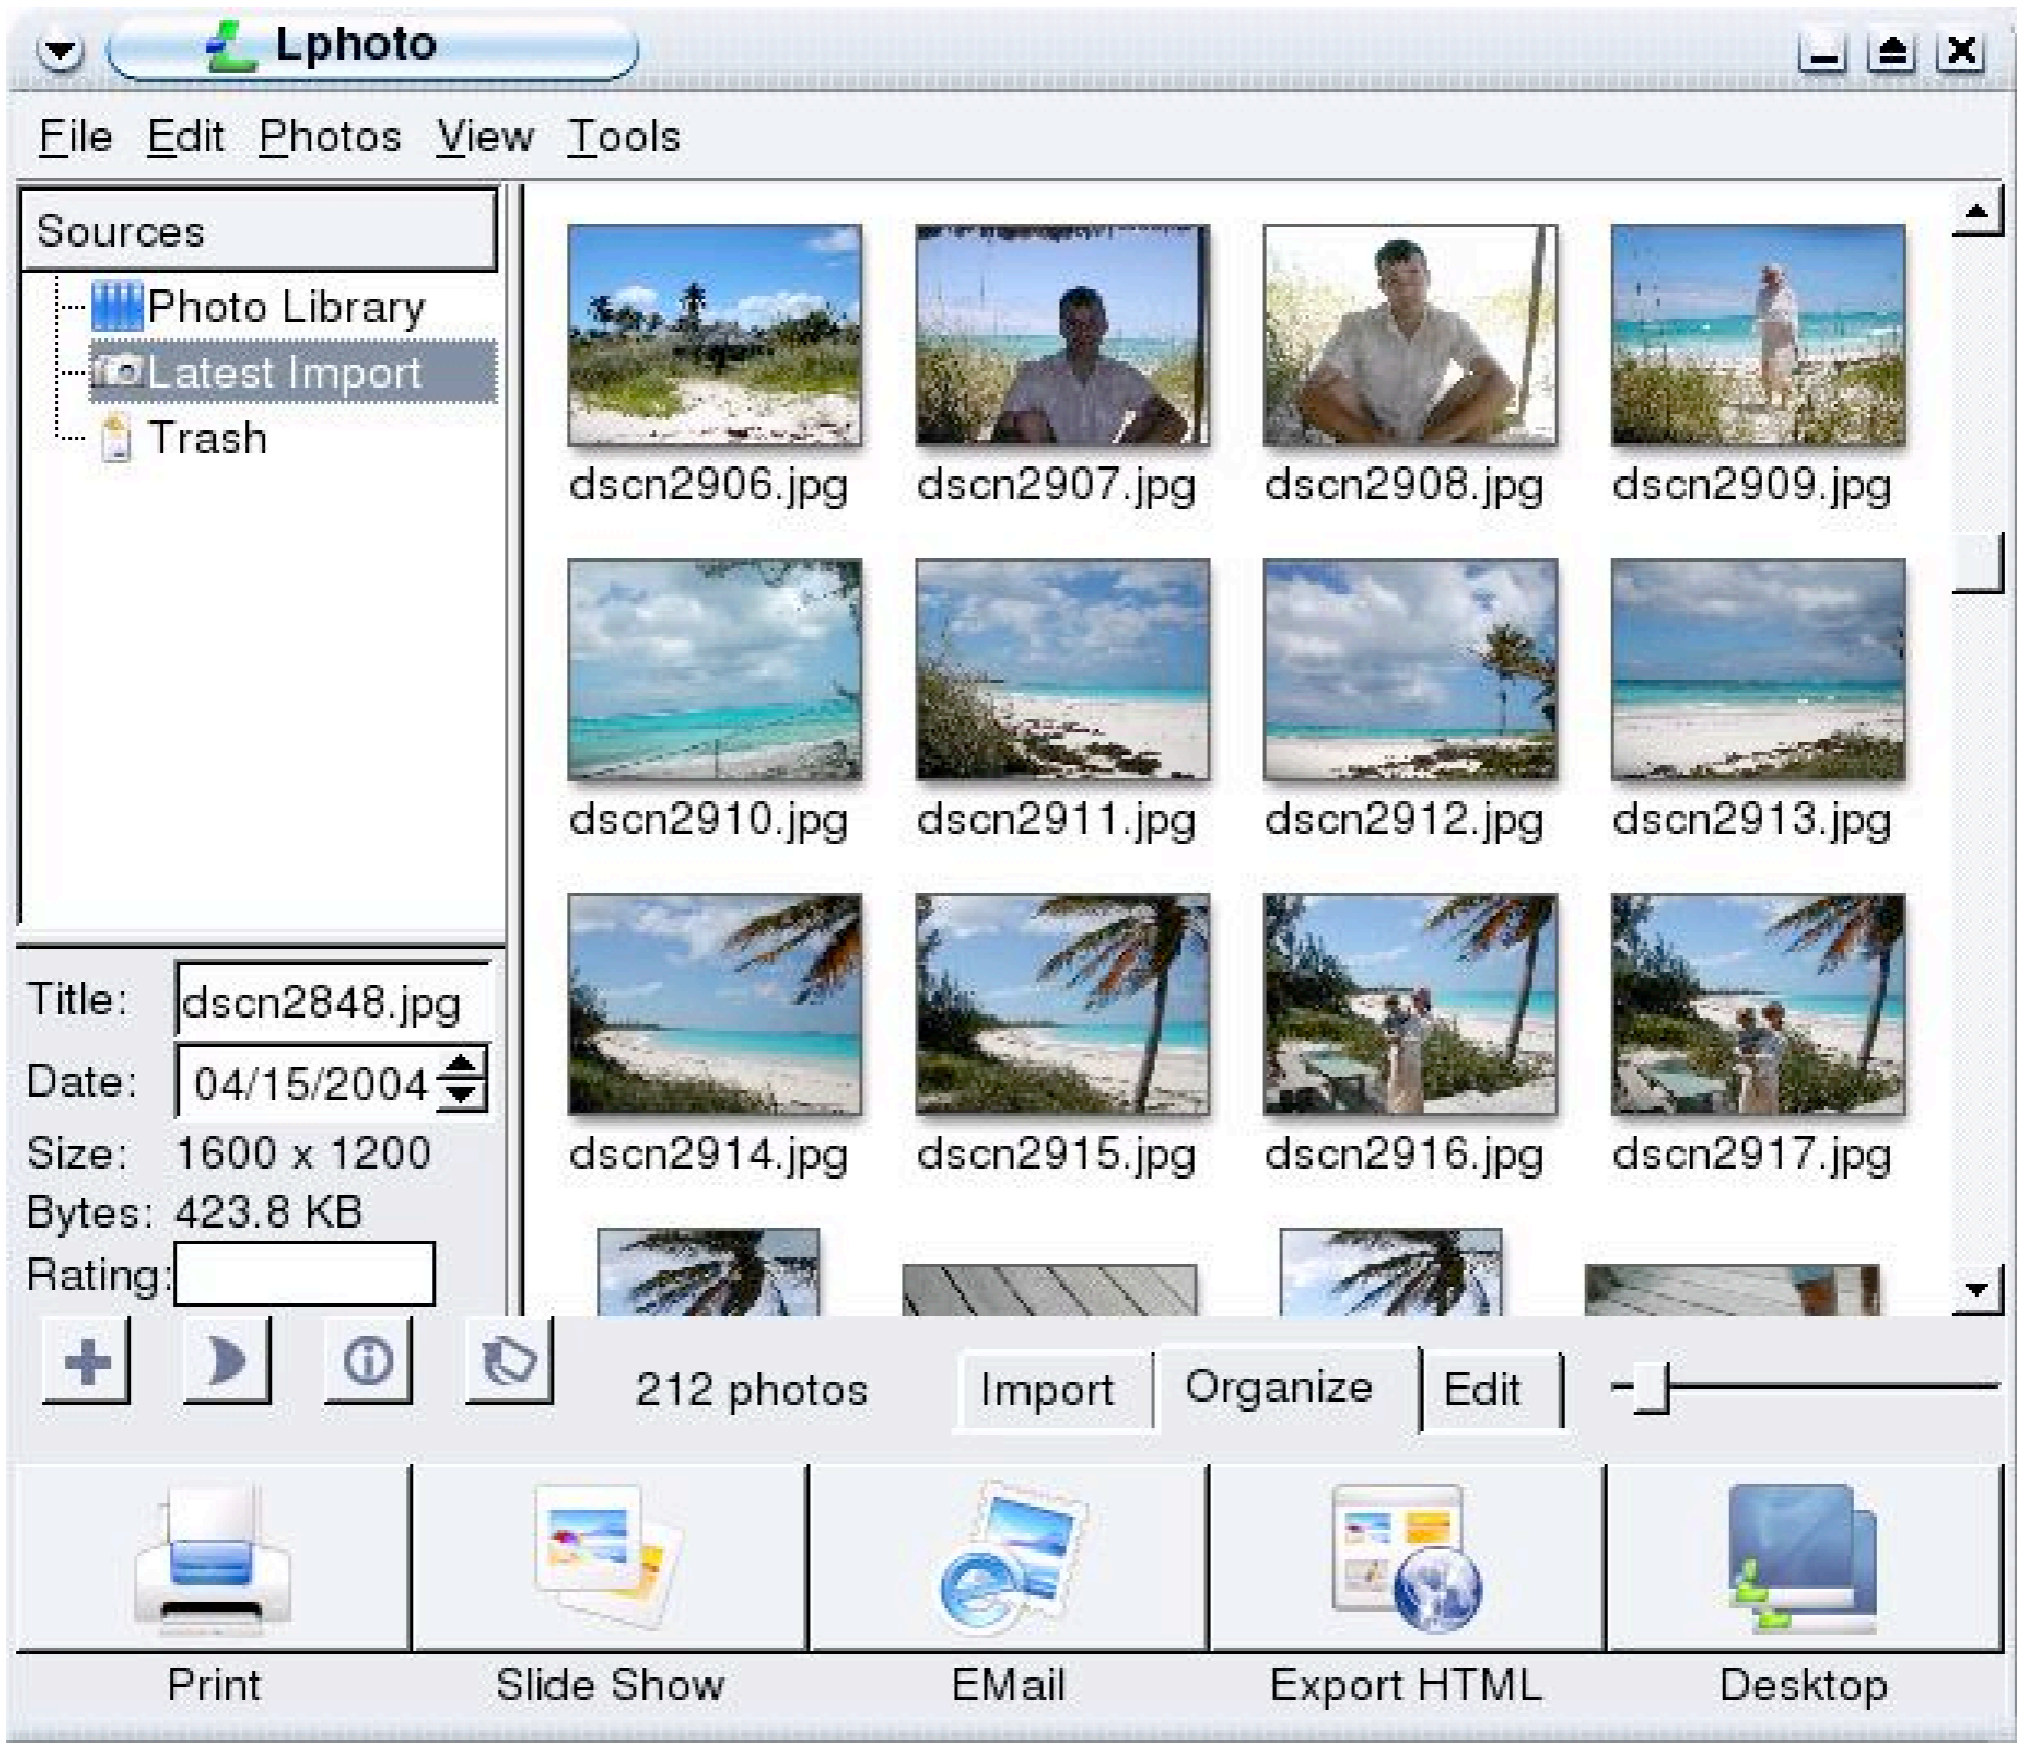 Lphoto
File Edit Photos View Tools
Sources
Photo Library
Latest Import
Trash
dscn2906.jpg dscn2907.jpg dscn2908.jpg dscn2909.jpg
dscn2910.jpg dscn2911.jpg dscn2912.jpg dscn2913.jpg
dscn2914.jpg dscn2915.jpg dscn2916.jpg dscn2917.jpg
Title: dscn2848.jpg
Date: 04/15/2004
Size: 1600 x 1200
Bytes: 423.8 KB
Rating:
212 photos
Import Organize Edit
Print Slide Show EMail Export HTML Desktop